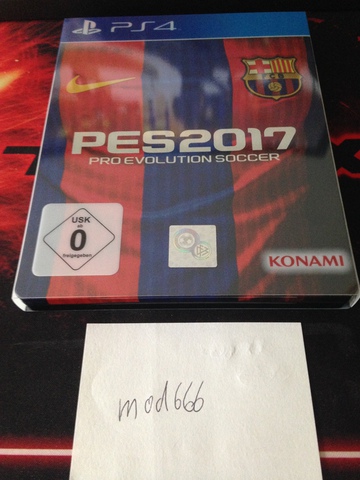 PS4
PES2017
PRO EVOLUTION SOCCER
USK
ab
0
freigegeben
KONAMI
mod666